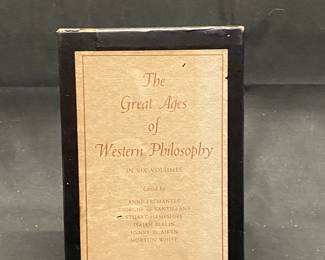 The
Great Ages
of
Western Philosophy
IN SIX VOLUMES
Edited by
ANNE FREMANTLE
GIORGIO DE SANTILLANA
STUART HAMPSHIRE
ISAIAH BERLIN
HENRY D. AIKEN
MORTON WHITE